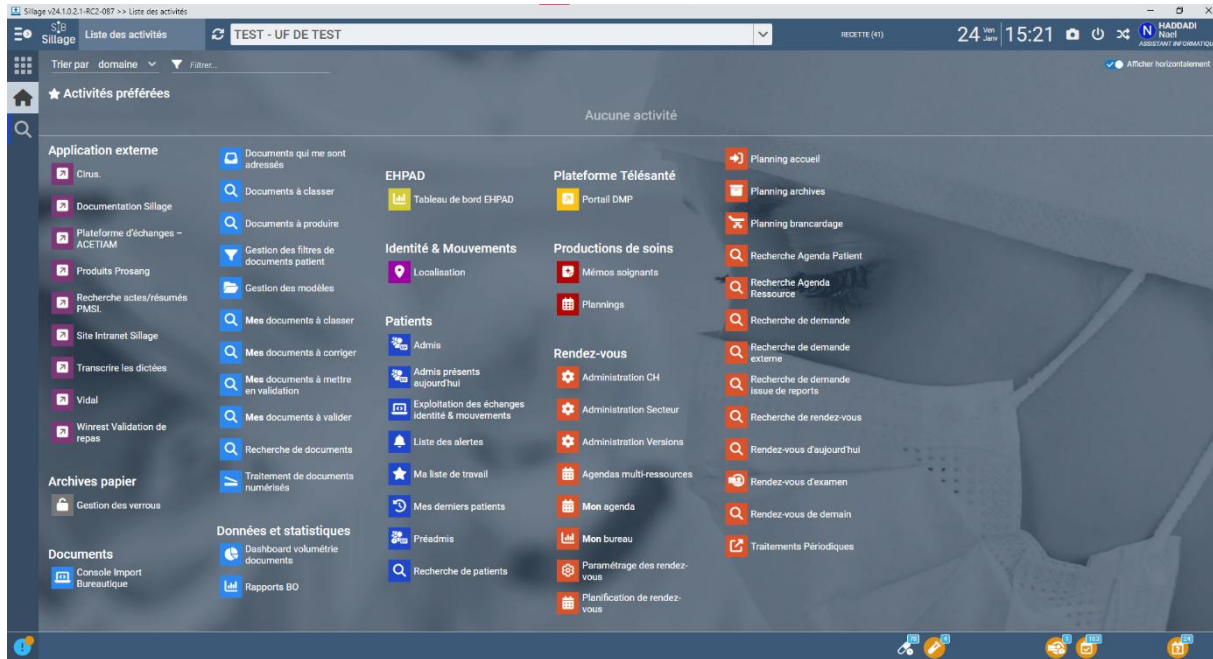 Sillage v24.1.0.2.1-RC2-087 >> Liste des activités
SIB
Sillage
Liste des activités
TEST - UF DE TEST
RECETTE (41)
24 Ven Janv 15:21
N
HADDADI
Nael
ASSISTANT INFORMATIQU
Trier par domaine
Filtrer...
Afficher horizontalement
Activités préférées
Aucune activité
Application externe
Cirus.
Documentation Sillage
Plateforme d'échanges –
ACETIAM
Produits Prosang
Recherche actes/résumés
PMSI.
Site Intranet Sillage
Transcrire les dictées
Vidal
Winrest Validation de
repas
Archives papier
Gestion des verrous
Documents
Console Import
Bureautique
Documents qui me sont
adressés
Documents à classer
Documents à produire
Gestion des filtres de
documents patient
Gestion des modèles
Mes documents à classer
Mes documents à corriger
Mes documents à mettre
en validation
Mes documents à valider
Recherche de documents
Traitement de documents
numérisés
Données et statistiques
Dashboard volumétrie
documents
Rapports BO
EHPAD
Tableau de bord EHPAD
Identité & Mouvements
Localisation
Patients
Admis
Admis présents
aujourd'hui
Exploitation des échanges
identité & mouvements
Liste des alertes
Ma liste de travail
Mes derniers patients
Préadmis
Recherche de patients
Plateforme Télésanté
Portail DMP
Productions de soins
Mémos soignants
Plannings
Rendez-vous
Administration CH
Administration Secteur
Administration Versions
Agendas multi-ressources
Mon agenda
Mon bureau
Paramétrage des rendez-
vous
Planification de rendez-
vous
Planning accueil
Planning archives
Planning brancardage
Recherche Agenda Patient
Recherche Agenda
Ressource
Recherche de demande
Recherche de demande
externe
Recherche de demande
issue de reports
Recherche de rendez-vous
Rendez-vous d'aujourd'hui
Rendez-vous d'examen
Rendez-vous de demain
Traitements Périodiques
78
4
1
103
24